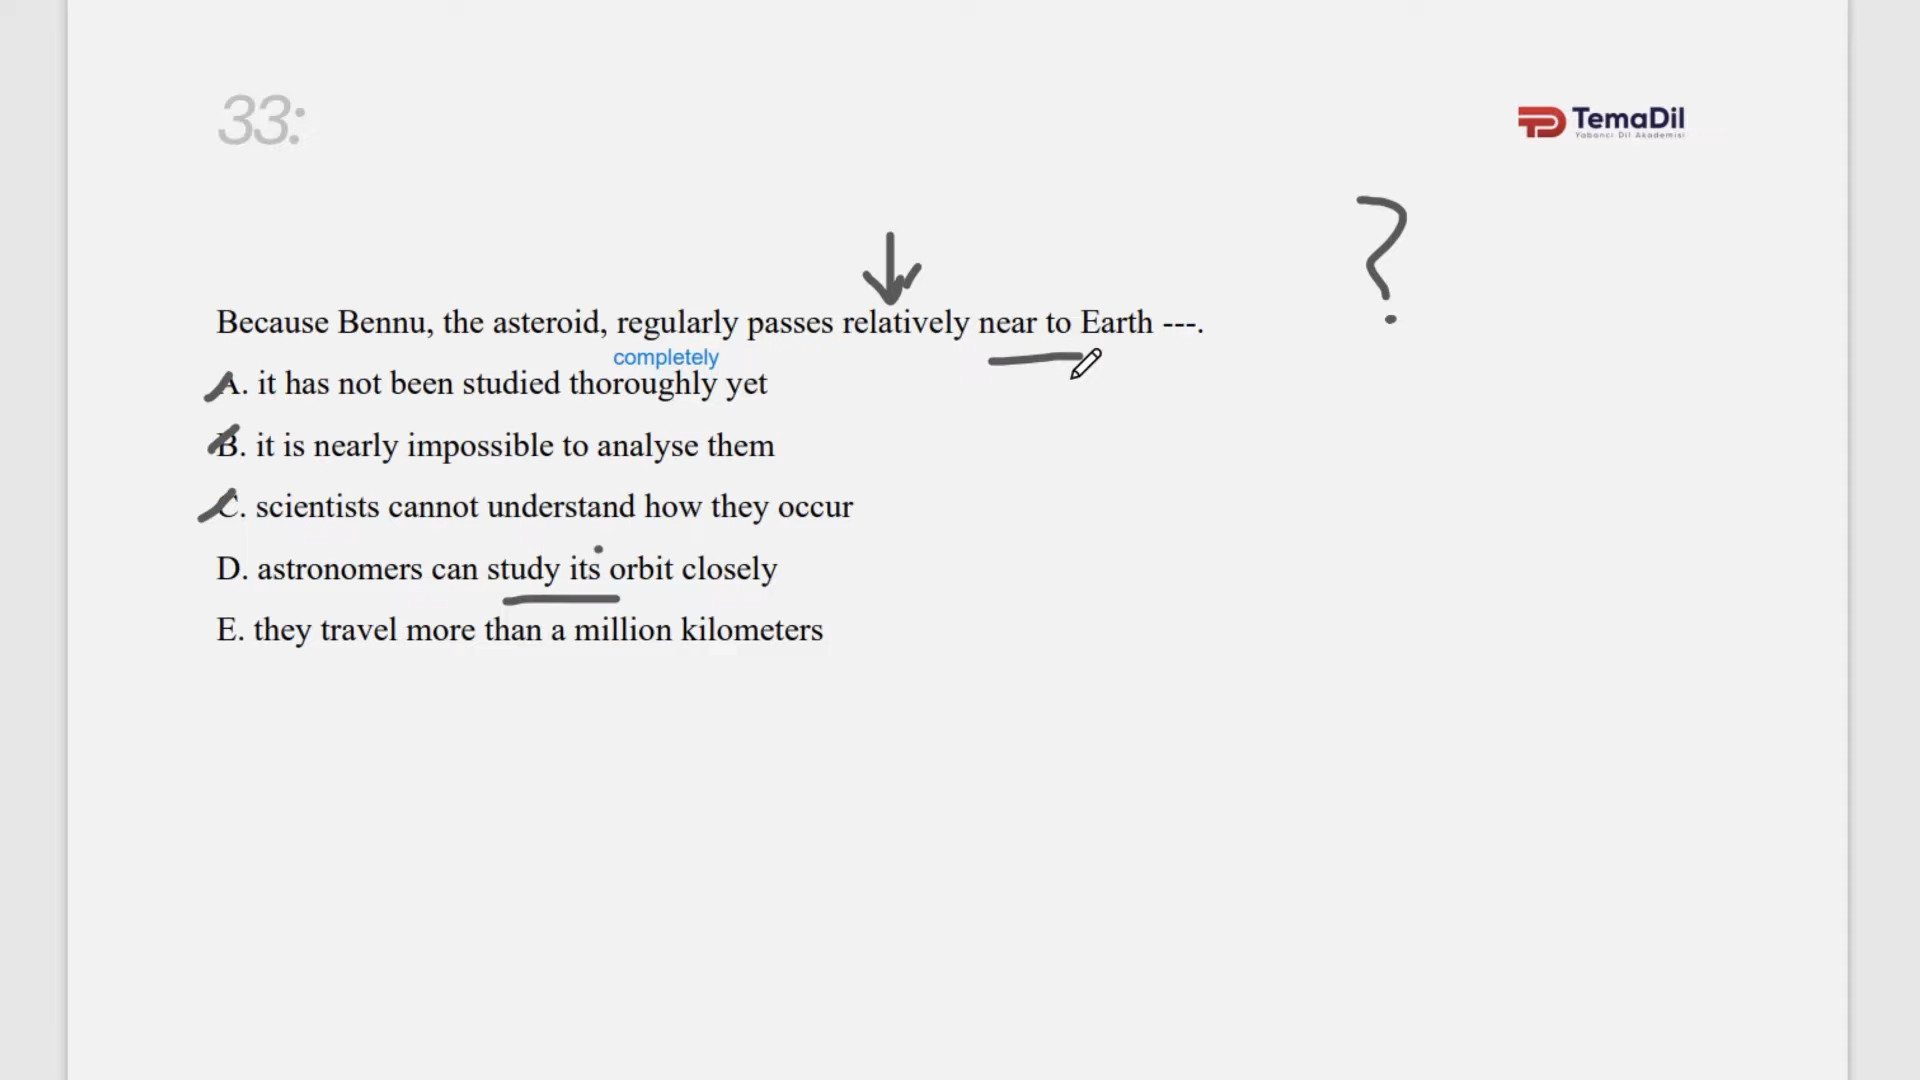 33:
TemaDil
Yabancı Dil Akademisi
?
Because Bennu, the asteroid, regularly passes relatively near to Earth ---.
completely
A. it has not been studied thoroughly yet
B. it is nearly impossible to analyse them
C. scientists cannot understand how they occur
D. astronomers can study its orbit closely
E. they travel more than a million kilometers